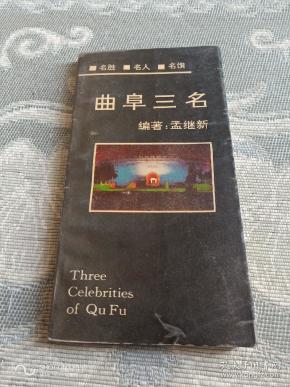 ■名胜 ■名人 ■名馔
曲阜三名
编著:孟继新
Three
Celebrities
of Qu Fu